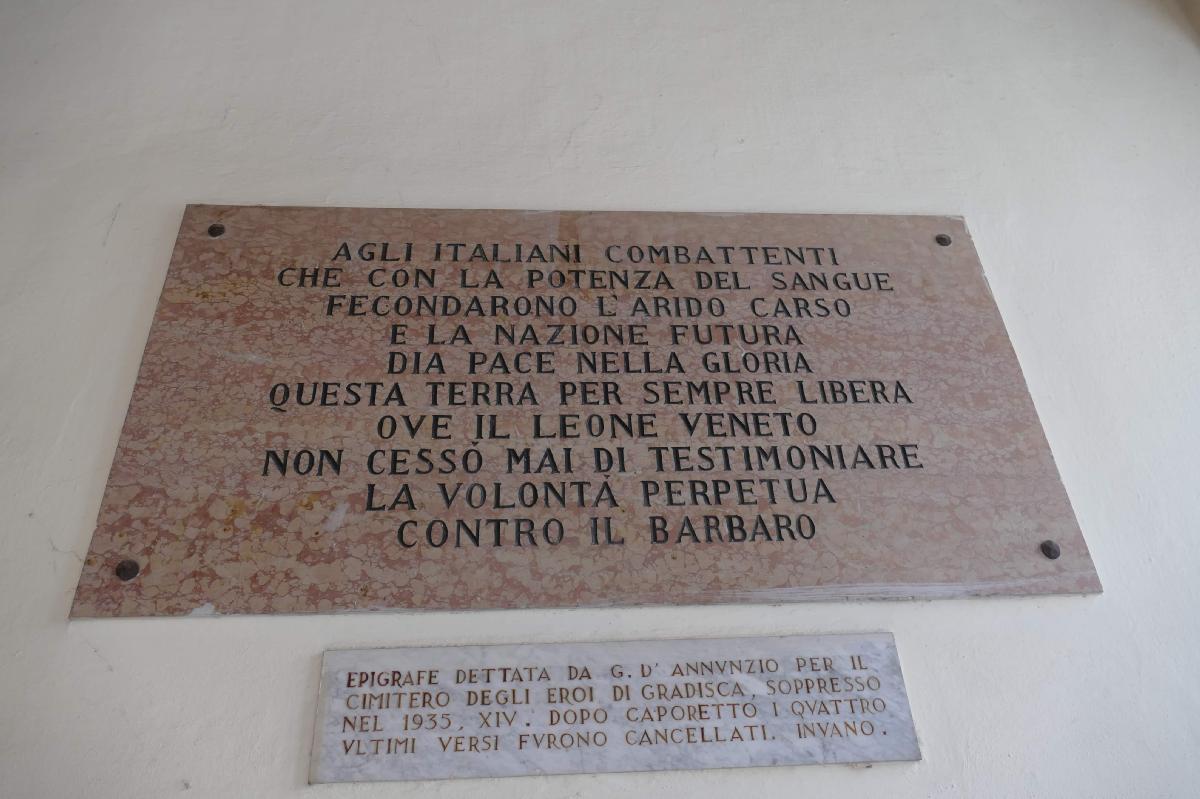 AGLI ITALIANI COMBATTENTI
CHE CON LA POTENZA DEL SANGUE
FECONDARONO L'ARIDO CARSO
E LA NAZIONE FUTURA
DIA PACE NELLA GLORIA
QUESTA TERRA PER SEMPRE LIBERA
OVE IL LEONE VENETO
NON CESSÒ MAI DI TESTIMONIARE
LA VOLONTÀ PERPETUA
CONTRO IL BARBARO
EPIGRAFE DETTATA DA G. D' ANNVNZIO PER IL
CIMITERO DEGLI EROI DI GRADISCA, SOPPRESSO
NEL 1935, XIV. DOPO CAPORETTO I QVATTRO
VLTIMI VERSI FVRONO CANCELLATI. INVANO.